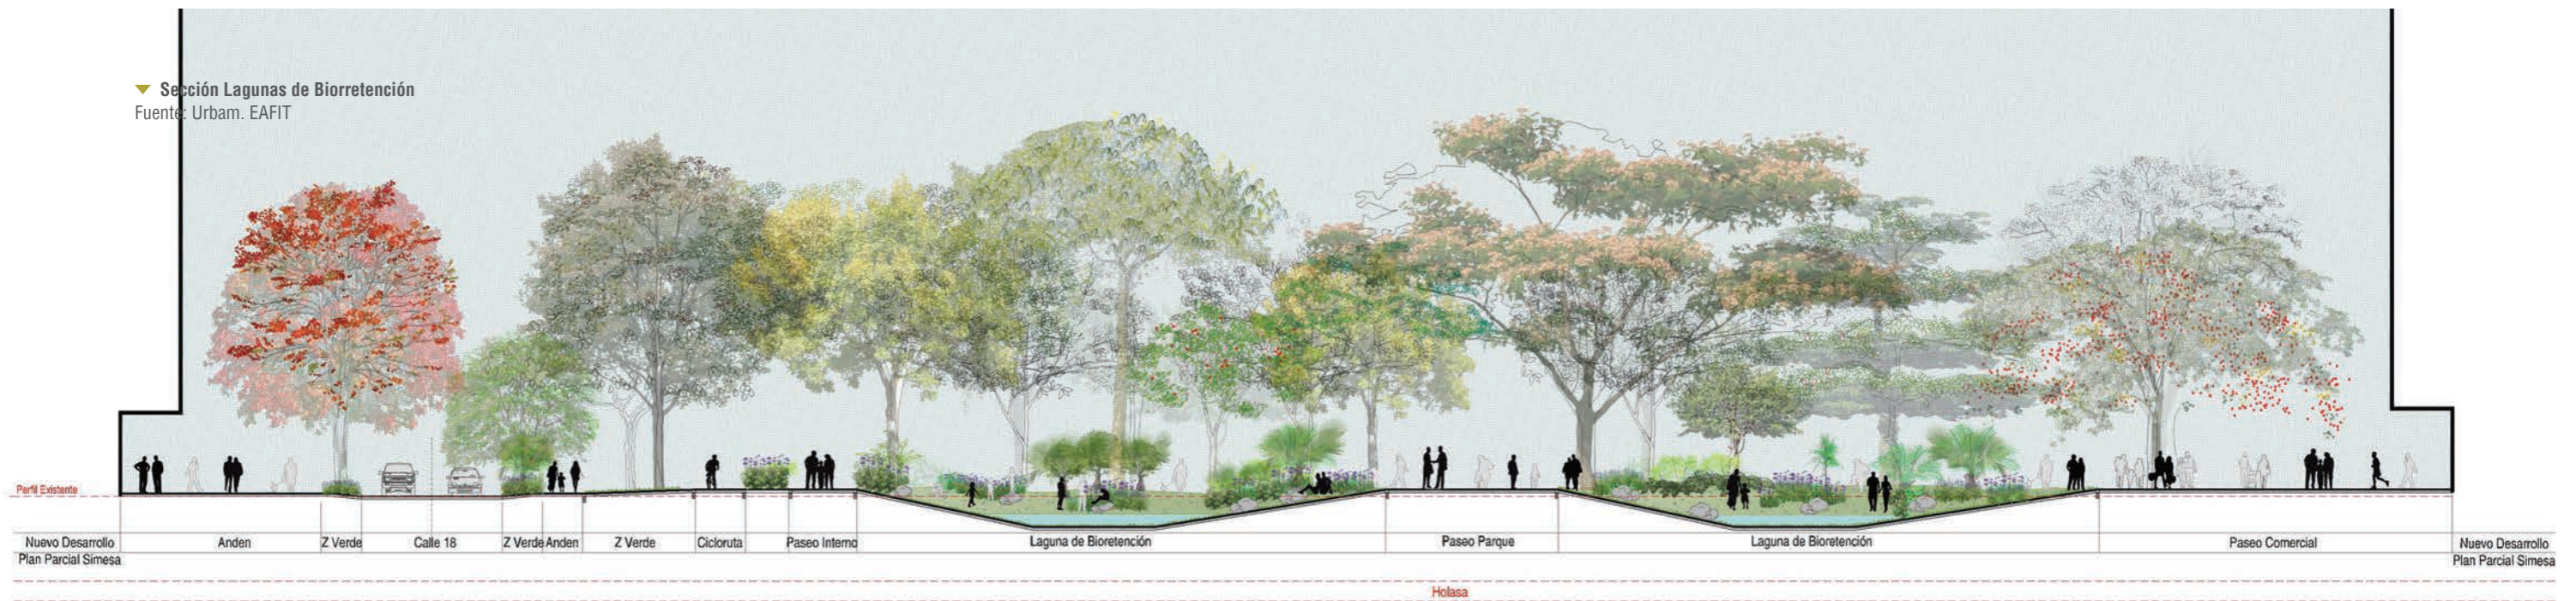 Sección Lagunas de Biorretención
Fuente: Urbam. EAFIT
Perfil Existente
Nuevo Desarrollo
Plan Parcial Simesa
Anden
Z Verde
Calle 18
Z Verde
Anden
Z Verde
Cicloruta
Paseo Interno
Laguna de Bioretención
Paseo Parque
Laguna de Bioretención
Paseo Comercial
Nuevo Desarrollo
Plan Parcial Simesa
Holasa